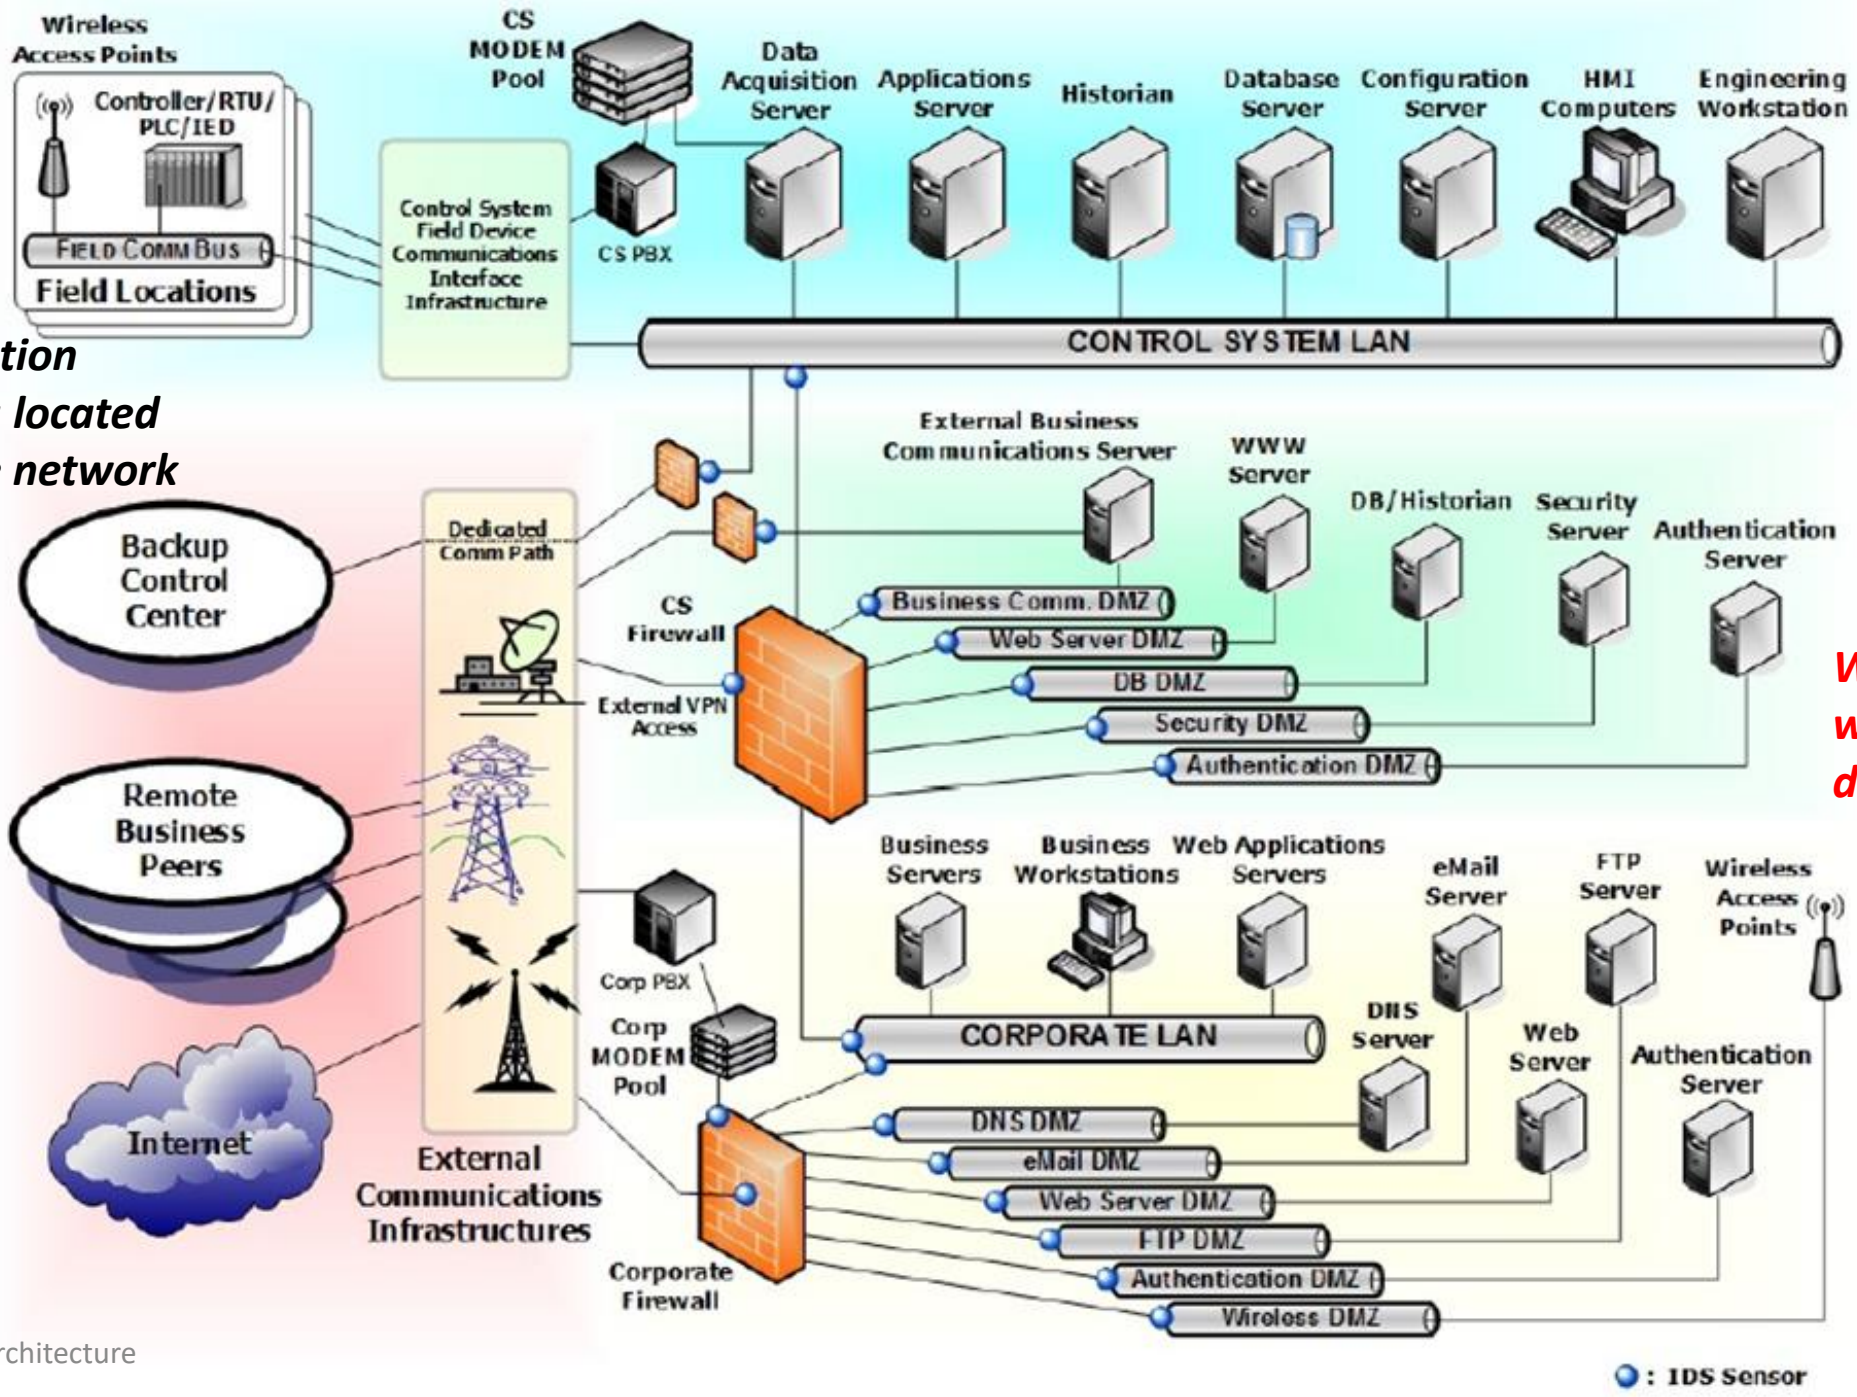 Wireless
Access Points
Controller/RTU/
PLC/IED
FIELD COMM BUS
Field Locations
Control System
Field Device
Communications
Interface
Infrastructure
CS
MODEM
Pool
CS PBX
Data
Acquisition
Server
Applications
Server
Historian
Database
Server
Configuration
Server
HMI
Computers
Engineering
Workstation
CONTROL SYSTEM LAN
tion
located
network
Backup
Control
Center
Remote
Business
Peers
Internet
Dedicated
Comm Path
External
Communications
Infrastructures
External VPN
Access
CS
Firewall
External Business
Communications Server
WWW
Server
DB/Historian
Security
Server
Authentication
Server
Business Comm. DMZ
Web Server DMZ
DB DMZ
Security DMZ
Authentication DMZ
W
w
d
Corp PBX
Corp
MODEM
Pool
Business
Servers
Business
Workstations
Web Applications
Servers
eMail
Server
FTP
Server
Wireless
Access
Points
CORPORATE LAN
DNS
Server
Web
Server
Authentication
Server
DNS DMZ
eMail DMZ
Web Server DMZ
FTP DMZ
Authentication DMZ
Wireless DMZ
Corporate
Firewall
rchitecture
: IDS Sensor